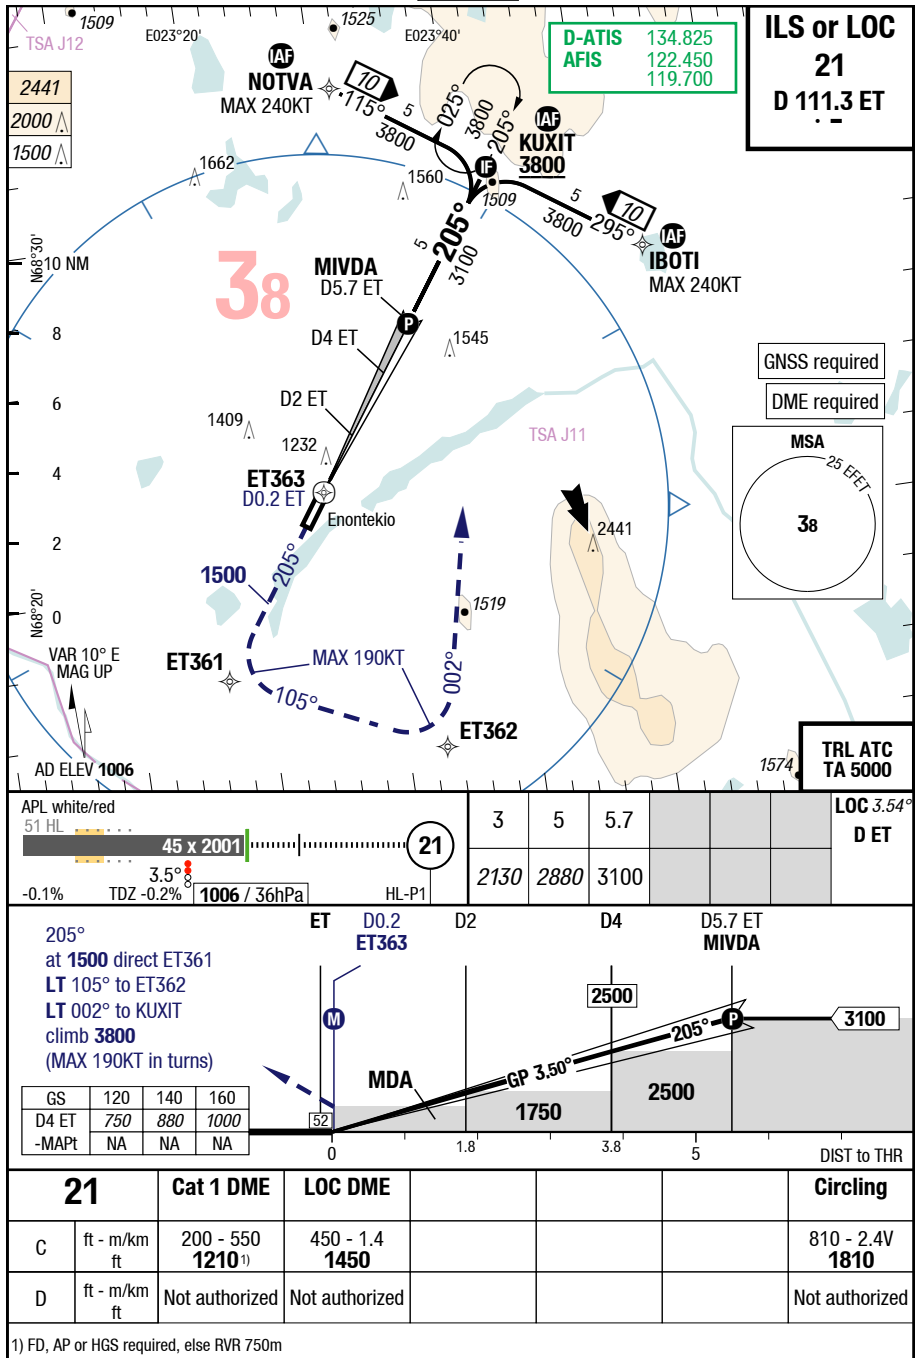 1509
TSA J12
E023°20'
1525
E023°40'
D-ATIS 134.825
AFIS 122.450
119.700
ILS or LOC
21
D 111.3 ET
2441
2000
1500
IAF
NOTVA
MAX 240KT
10
115°
5
3800
025°
3800
205°
IAF
KUXIT
3800
IF
1509
1662
1560
5
3800
295°
10
IAF
IBOTI
MAX 240KT
N68°30'
10 NM
38
205°
5
3100
MIVDA
D5.7 ET
P
D4 ET
1545
8
GNSS required
DME required
6
D2 ET
1409
1232
TSA J11
MSA
25 EFET
38
4
ET363
D0.2 ET
Enontekio
2441
2
205°
1500
N68°20'
0
1519
VAR 10° E
MAG UP
ET361
MAX 190KT
105°
002°
ET362
AD ELEV 1006
1574
TRL ATC
TA 5000
APL white/red
51 HL
45 x 2001
21
3.5°
-0.1%
TDZ -0.2%
1006 / 36hPa
HL-P1
3 5 5.7
LOC 3.54°
D ET
2130 2880 3100
205°
at 1500 direct ET361
LT 105° to ET362
LT 002° to KUXIT
climb 3800
(MAX 190KT in turns)
ET D0.2 D2 D4 D5.7 ET
ET363 MIVDA
2500
M
205°
P
3100
GP 3.50°
MDA
2500
1750
52
GS 120 140 160
D4 ET 750 880 1000
-MAPt NA NA NA
0 1.8 3.8 5 DIST to THR
21 Cat 1 DME LOC DME Circling
C ft - m/km 200 - 550 450 - 1.4 810 - 2.4V
ft 1210 1) 1450 1810
D ft - m/km Not authorized Not authorized Not authorized
ft
1) FD, AP or HGS required, else RVR 750m